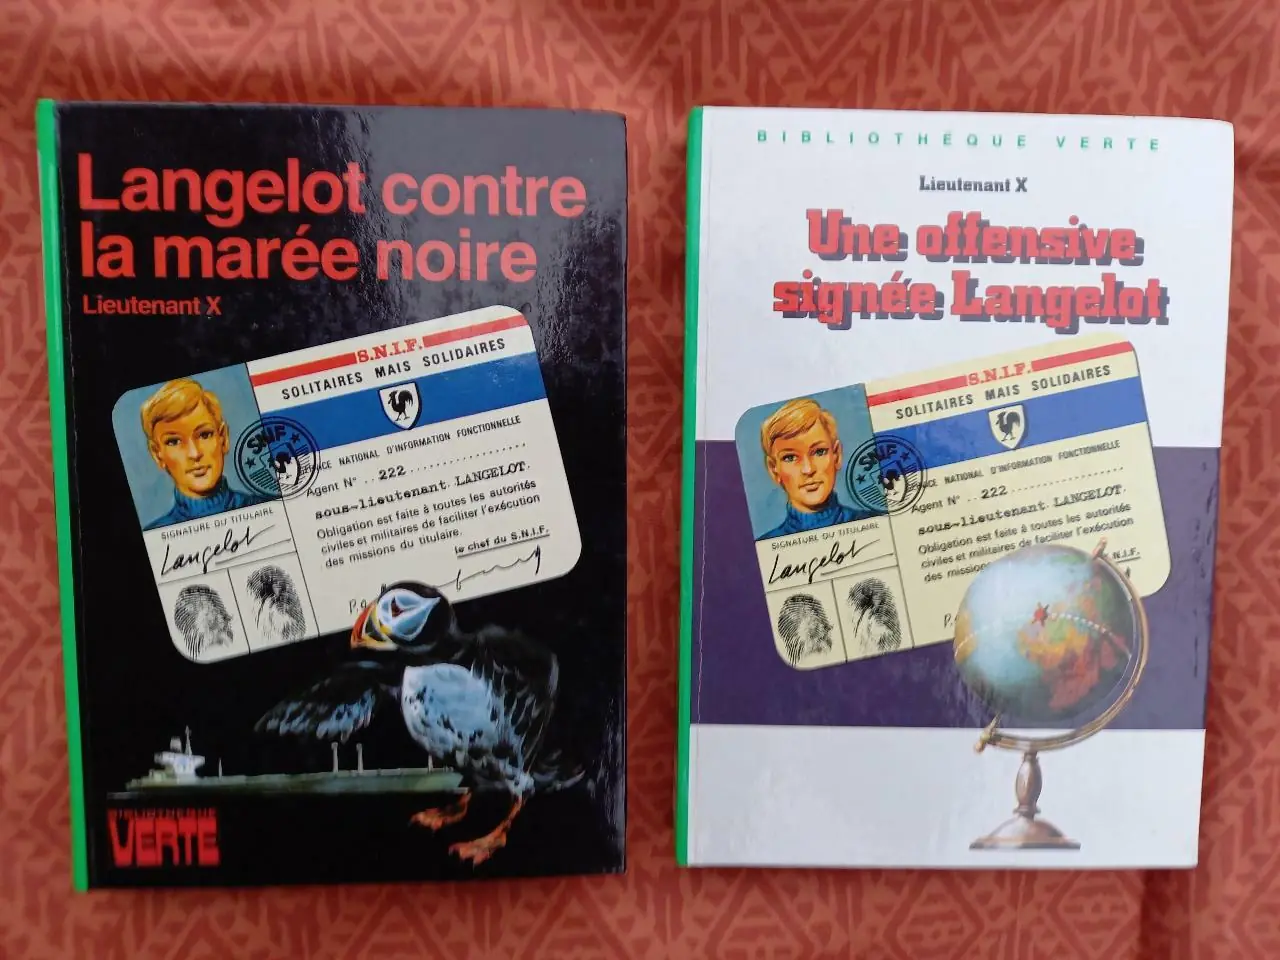 Langelot contre
la marée noire
Lieutenant X
S.N.I.F.
SOLITAIRES MAIS SOLIDAIRES
SNIF
NATIONAL D'INFORMATION FONCTIONNELLE
Agent N° .. 222
sous-lieutenant LANGELOT.
Obligation est faite à toutes les autorités
civiles et militaires de faciliter l'exécution
des missions du titulaire.
le chef du S.N.I.F.
SIGNATURE DU TITULAIRE
Langelot
BIBLIOTHEQUE
VERTE
BIBLIOTHÈQUE VERTE
Lieutenant X
Une offensive
signée Langelot
S.N.I.F.
SOLITAIRES MAIS SOLIDAIRES
SNIF
NATIONAL D'INFORMATION FONCTIONNELLE
Agent N° .. 222
sous-lieutenant LANGELOT.
Obligation est faite à toutes les autorités
civiles et militaires de faciliter l'exécution
des mission
N.I.F.
SIGNATURE DU TITULAIRE
Langelot